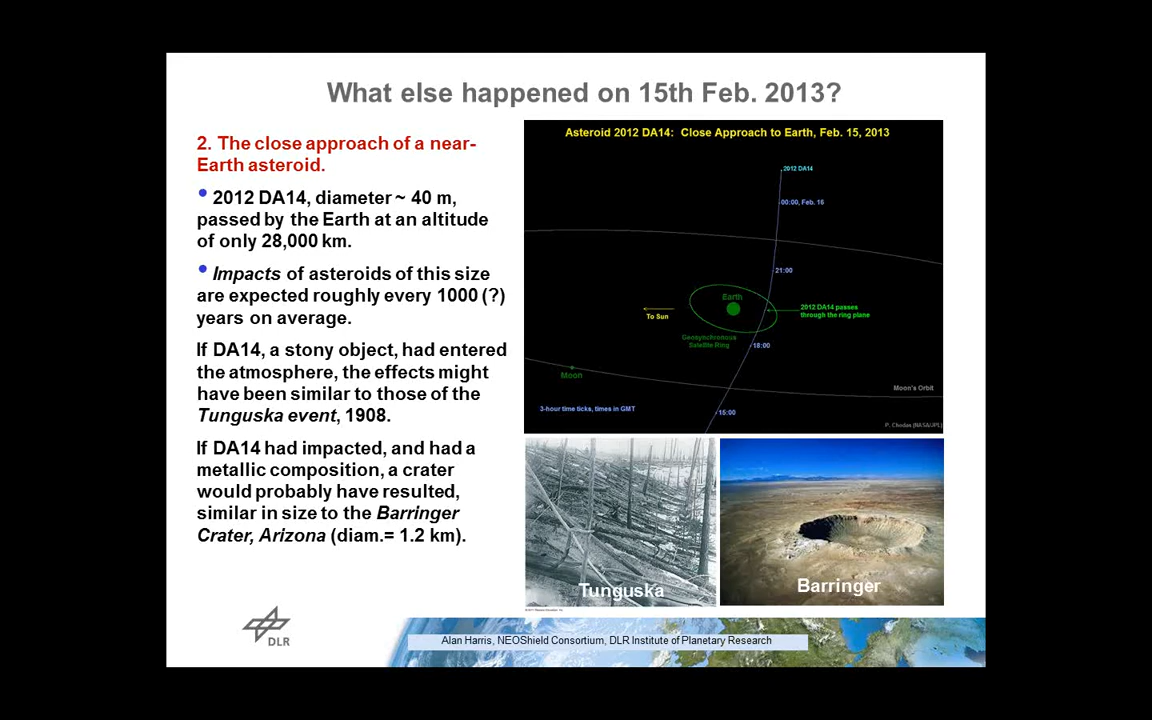 What else happened on 15th Feb. 2013?
2. The close approach of a near-
Earth asteroid.
• 2012 DA14, diameter ~ 40 m,
passed by the Earth at an altitude
of only 28,000 km.
• Impacts of asteroids of this size
are expected roughly every 1000 (?)
years on average.
If DA14, a stony object, had entered
the atmosphere, the effects might
have been similar to those of the
Tunguska event, 1908.
If DA14 had impacted, and had a
metallic composition, a crater
would probably have resulted,
similar in size to the Barringer
Crater, Arizona (diam.= 1.2 km).
Asteroid 2012 DA14: Close Approach to Earth, Feb. 15, 2013
2012 DA14
00:00, Feb. 16
21:00
Earth
2012 DA14 passes
through the ring plane
To Sun
Geosynchronous
Satellite Ring
18:00
Moon
Moon's Orbit
3-hour time ticks, times in GMT
15:00
P. Chodas (NASA/JPL)
Tunguska
Barringer
DLR
Alan Harris, NEOShield Consortium, DLR Institute of Planetary Research